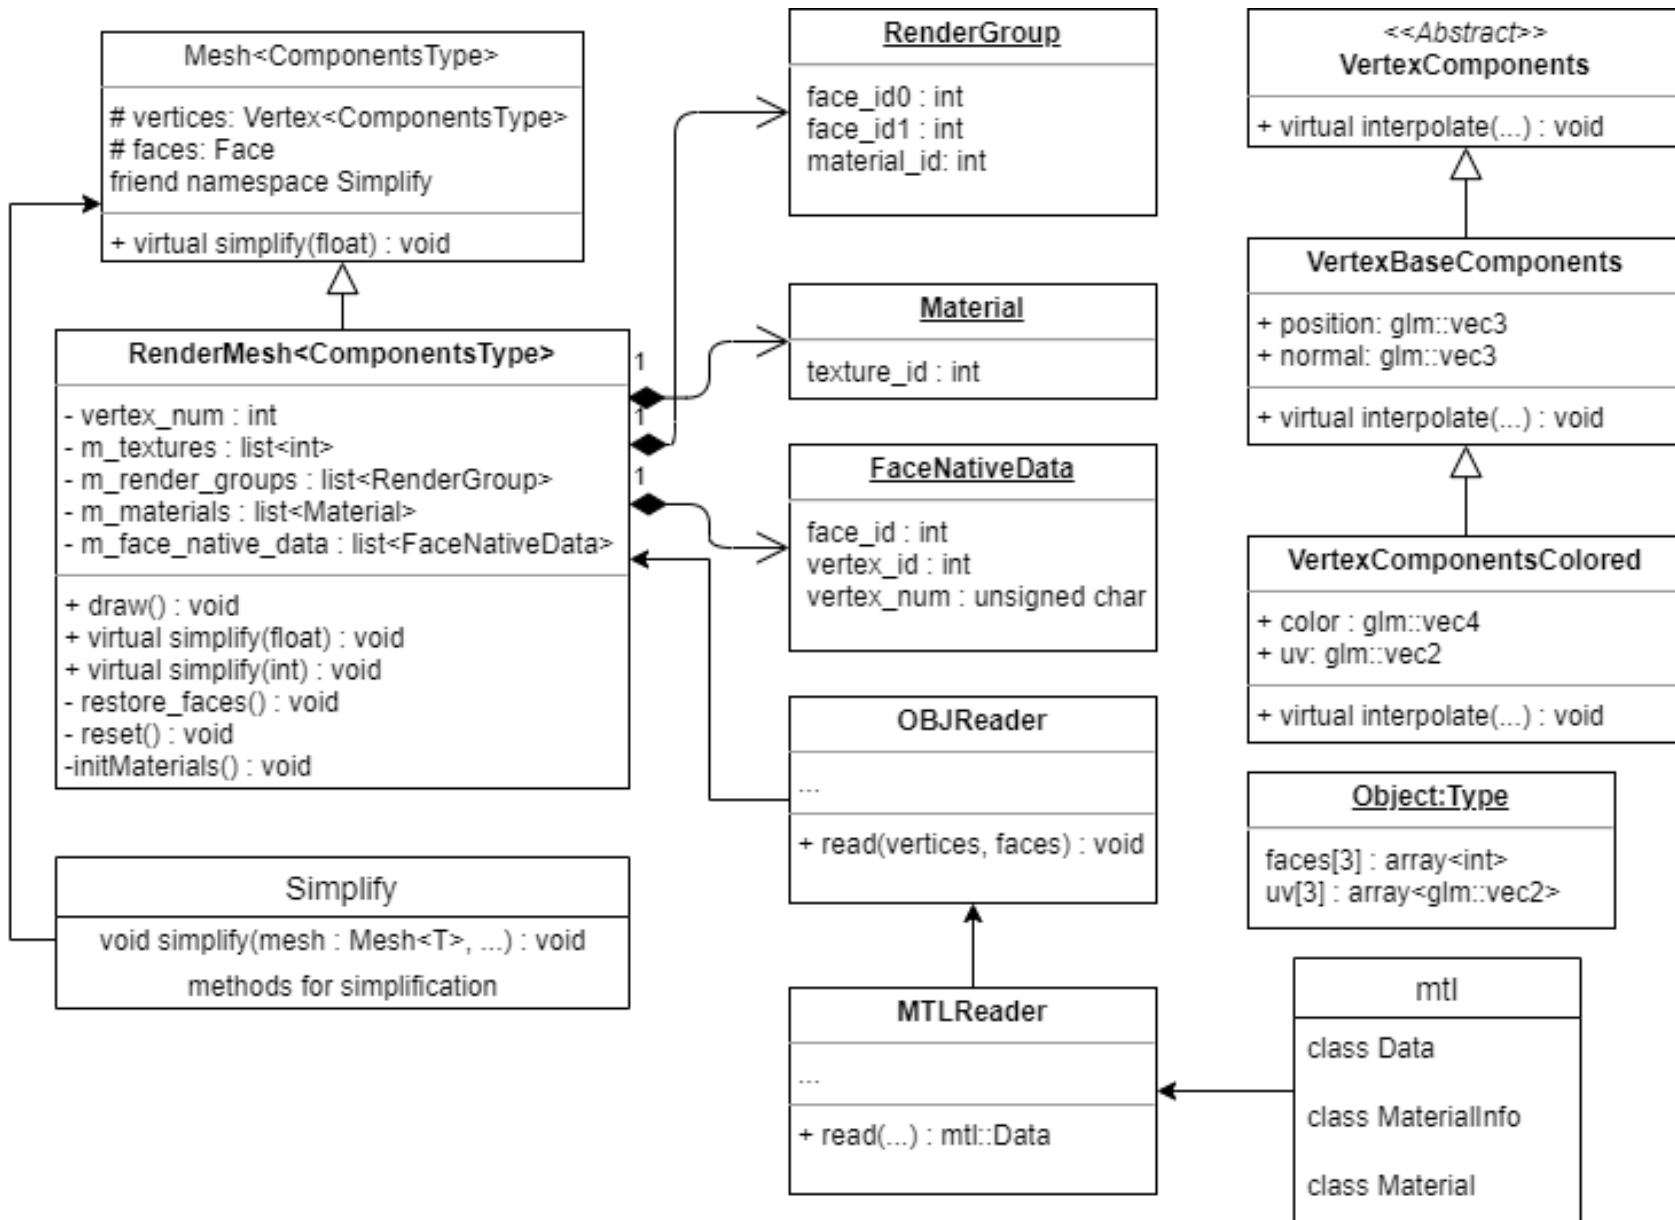 Mesh<ComponentsType>
# vertices: Vertex<ComponentsType>
# faces: Face
friend namespace Simplify
+ virtual simplify(float) : void
RenderMesh<ComponentsType>
- vertex_num : int
- m_textures : list<int>
- m_render_groups : list<RenderGroup>
- m_materials : list<Material>
- m_face_native_data : list<FaceNativeData>
+ draw() : void
+ virtual simplify(float) : void
+ virtual simplify(int) : void
- restore_faces() : void
- reset() : void
-initMaterials() : void
1
1
1
Simplify
void simplify(mesh : Mesh<T>, ...) : void
methods for simplification
RenderGroup
face_id0 : int
face_id1 : int
material_id: int
Material
texture_id : int
FaceNativeData
face_id : int
vertex_id : int
vertex_num : unsigned char
OBJReader
...
+ read(vertices, faces) : void
MTLReader
...
+ read(...) : mtl::Data
<<Abstract>>
VertexComponents
+ virtual interpolate(...) : void
VertexBaseComponents
+ position: glm::vec3
+ normal: glm::vec3
+ virtual interpolate(...) : void
VertexComponentsColored
+ color : glm::vec4
+ uv: glm::vec2
+ virtual interpolate(...) : void
Object:Type
faces[3] : array<int>
uv[3] : array<glm::vec2>
mtl
class Data
class MaterialInfo
class Material